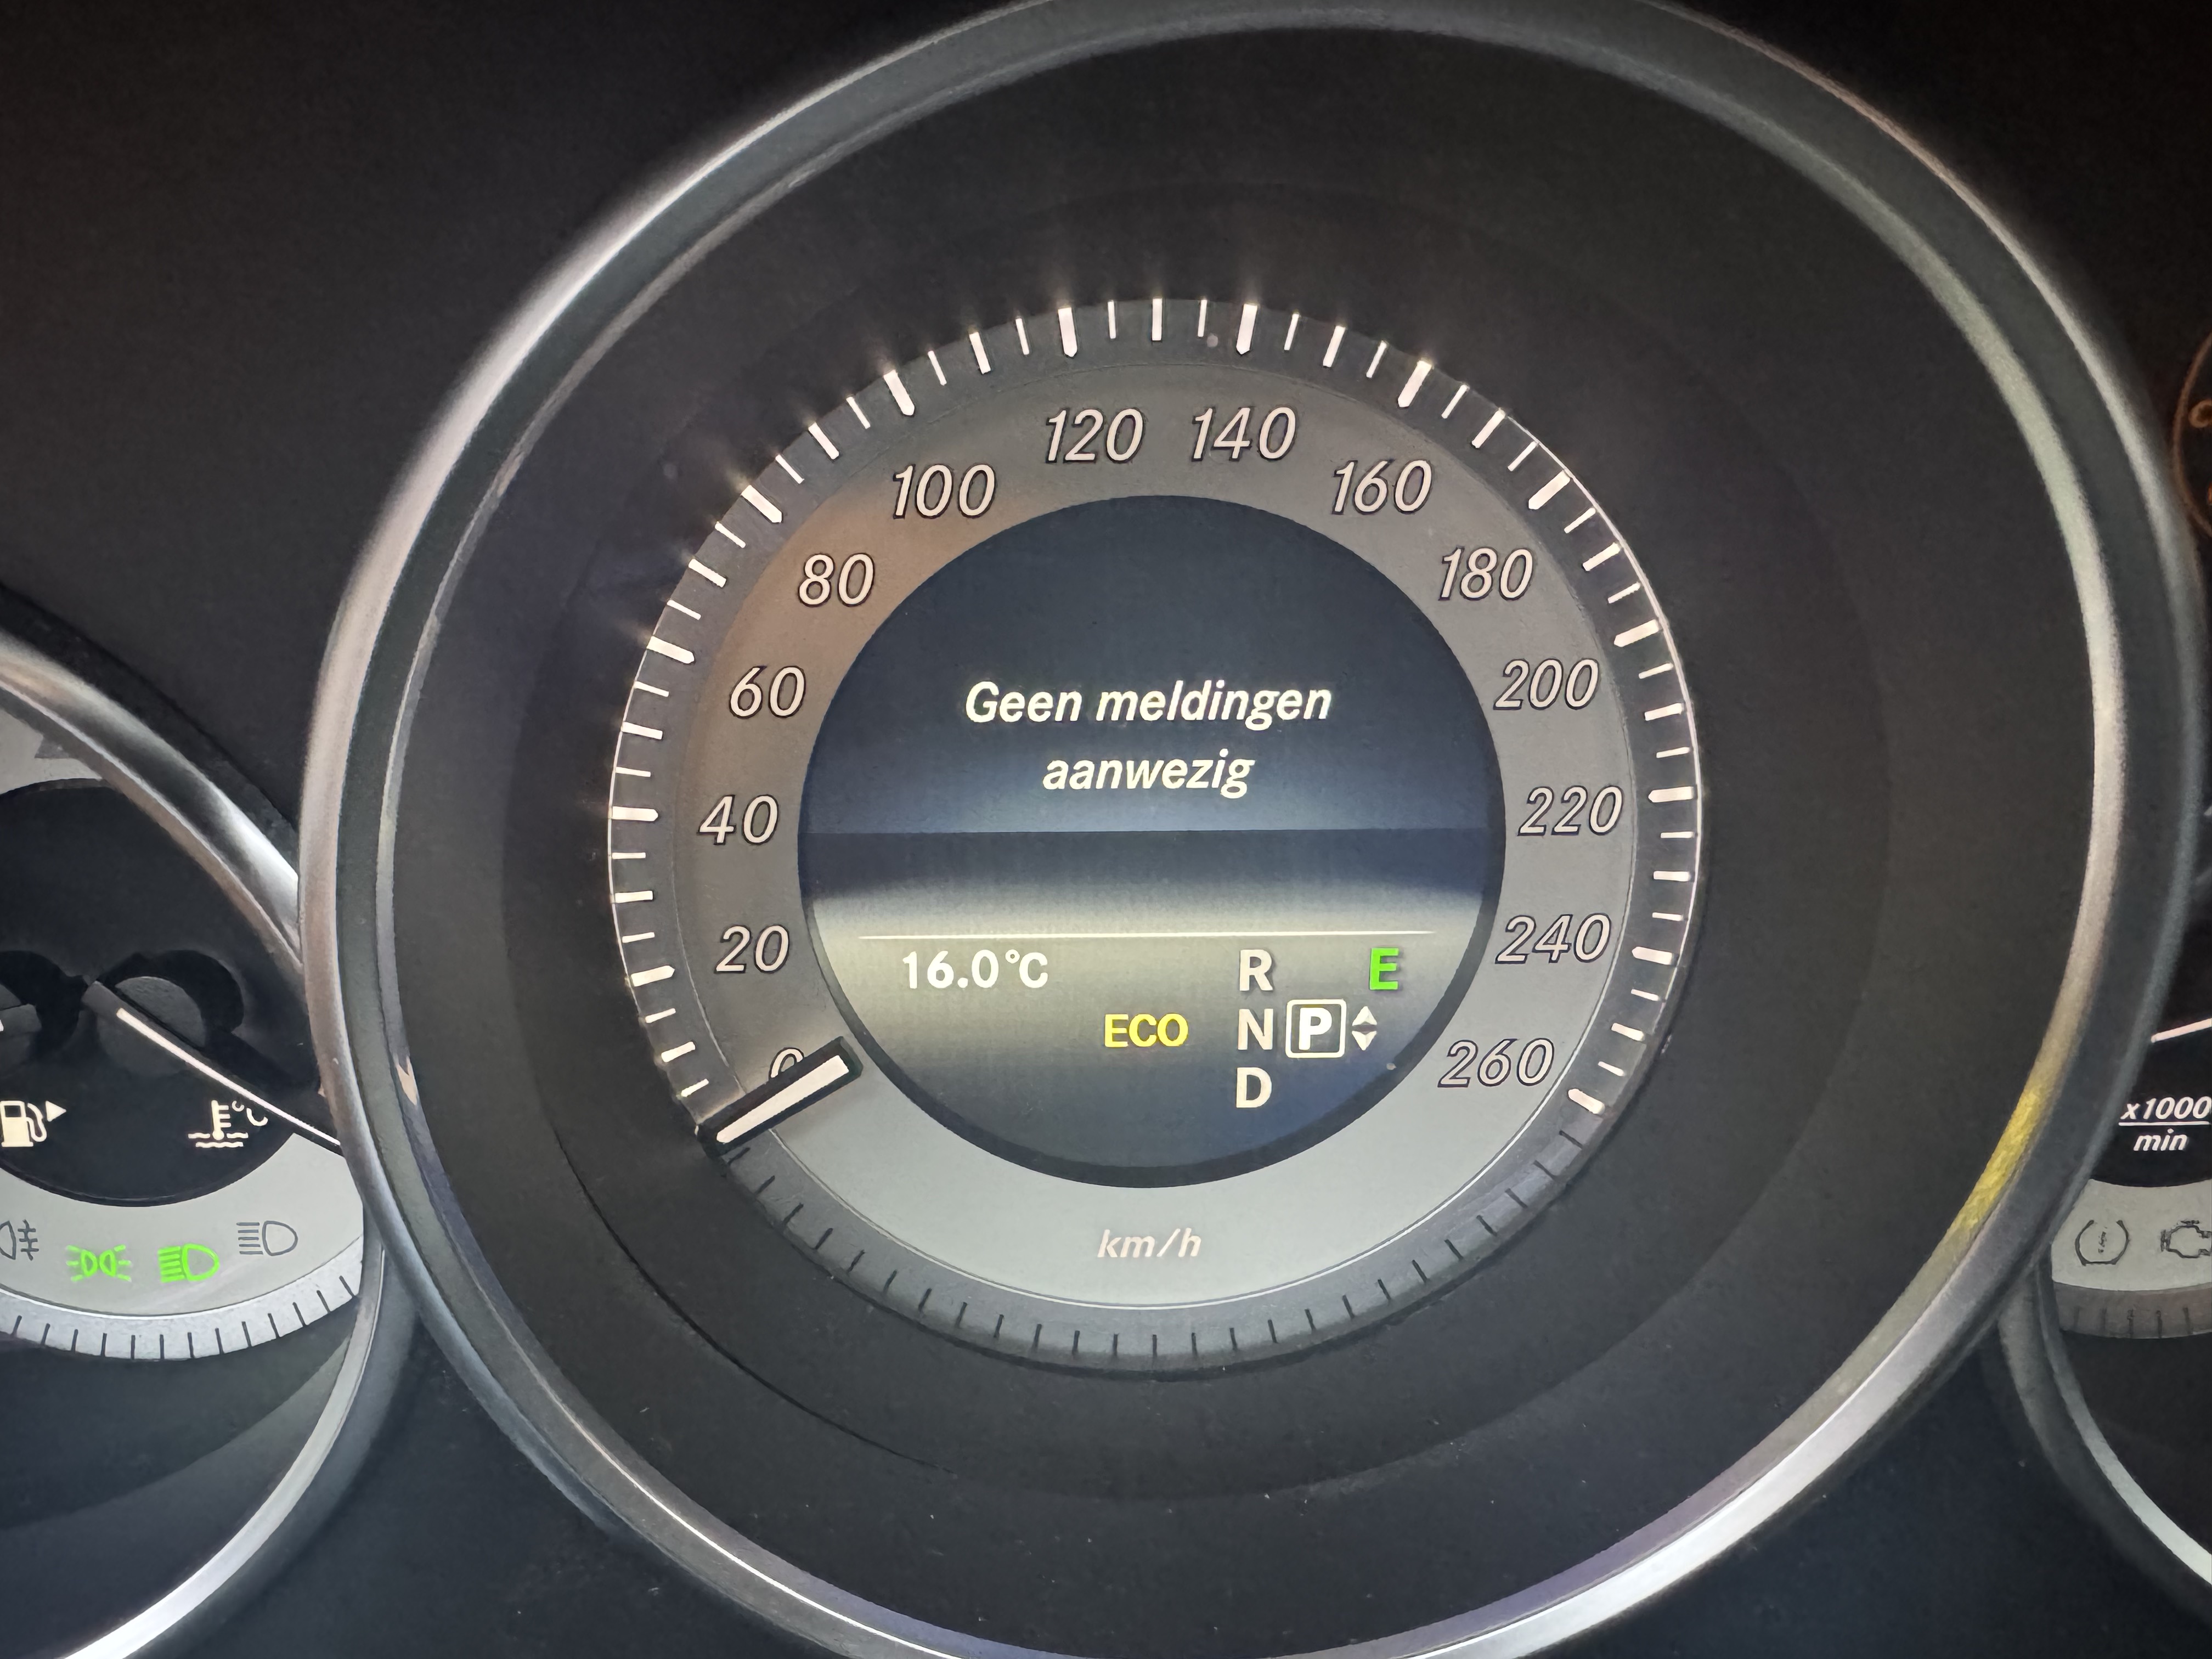 120 140
100 160
80 180
60 200
Geen meldingen
aanwezig
40 220
20 240
16.0°C R E
ECO N P
0 260
D
km/h
x1000
min